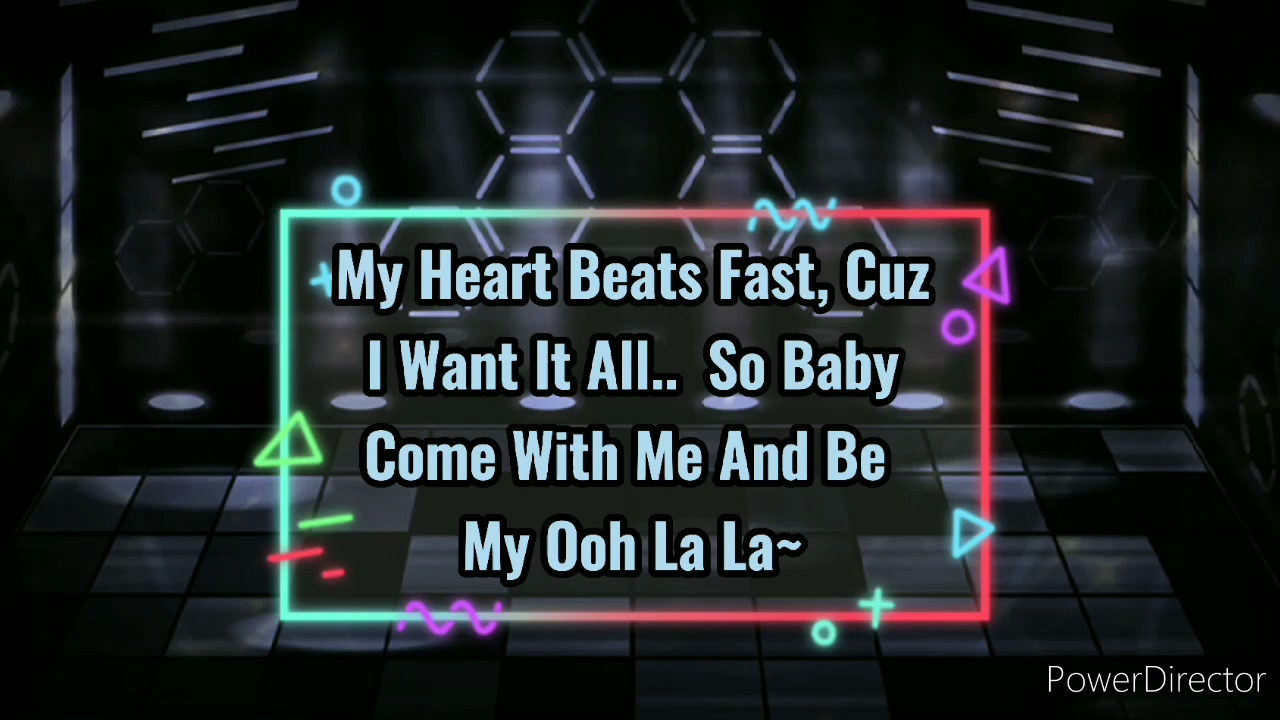 My Heart Beats Fast, Cuz
I Want It All.. So Baby
Come With Me And Be
My Ooh La La~
PowerDirector